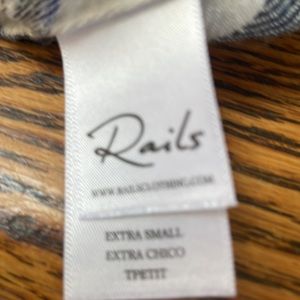 Rails
WWW.RAILSCLOTHING.COM
EXTRA SMALL
EXTRA CHICO
TPETIT